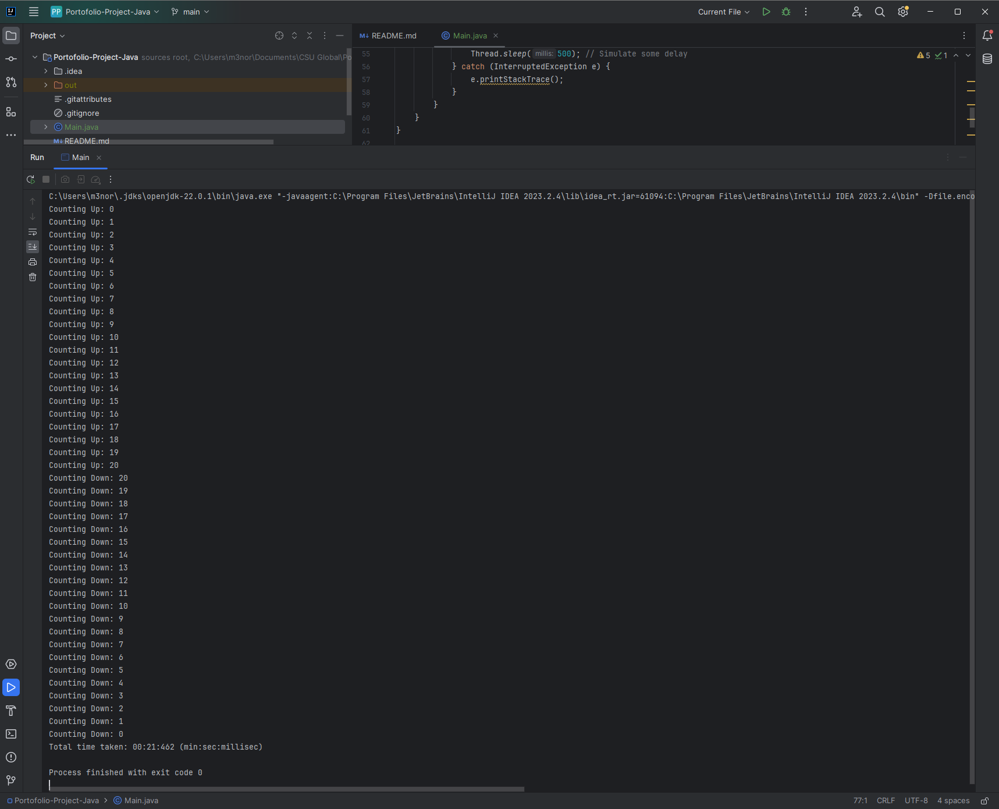 PP Portofolio-Project-Java main Current File
Project
README.md Main.java
Portofolio-Project-Java sources root, C:\Users\m3nor\Documents\CSU Global\Po
.idea
out
.gitattributes
.gitignore
Main.java
README.md
55 Thread.sleep( millis: 500); // Simulate some delay
5 1
56 } catch (InterruptedException e) {
57 e.printStackTrace();
58 }
59 }
60 }
61 }
62
Run Main
C:\Users\m3nor\.jdks\openjdk-22.0.1\bin\java.exe "-javaagent:C:\Program Files\JetBrains\IntelliJ IDEA 2023.2.4\lib\idea_rt.jar=61094:C:\Program Files\JetBrains\IntelliJ IDEA 2023.2.4\bin" -Dfile.enco
Counting Up: 0
Counting Up: 1
Counting Up: 2
Counting Up: 3
Counting Up: 4
Counting Up: 5
Counting Up: 6
Counting Up: 7
Counting Up: 8
Counting Up: 9
Counting Up: 10
Counting Up: 11
Counting Up: 12
Counting Up: 13
Counting Up: 14
Counting Up: 15
Counting Up: 16
Counting Up: 17
Counting Up: 18
Counting Up: 19
Counting Up: 20
Counting Down: 20
Counting Down: 19
Counting Down: 18
Counting Down: 17
Counting Down: 16
Counting Down: 15
Counting Down: 14
Counting Down: 13
Counting Down: 12
Counting Down: 11
Counting Down: 10
Counting Down: 9
Counting Down: 8
Counting Down: 7
Counting Down: 6
Counting Down: 5
Counting Down: 4
Counting Down: 3
Counting Down: 2
Counting Down: 1
Counting Down: 0
Total time taken: 00:21:462 (min:sec:millisec)
Process finished with exit code 0
Portofolio-Project-Java > Main.java 77:1 CRLF UTF-8 4 spaces